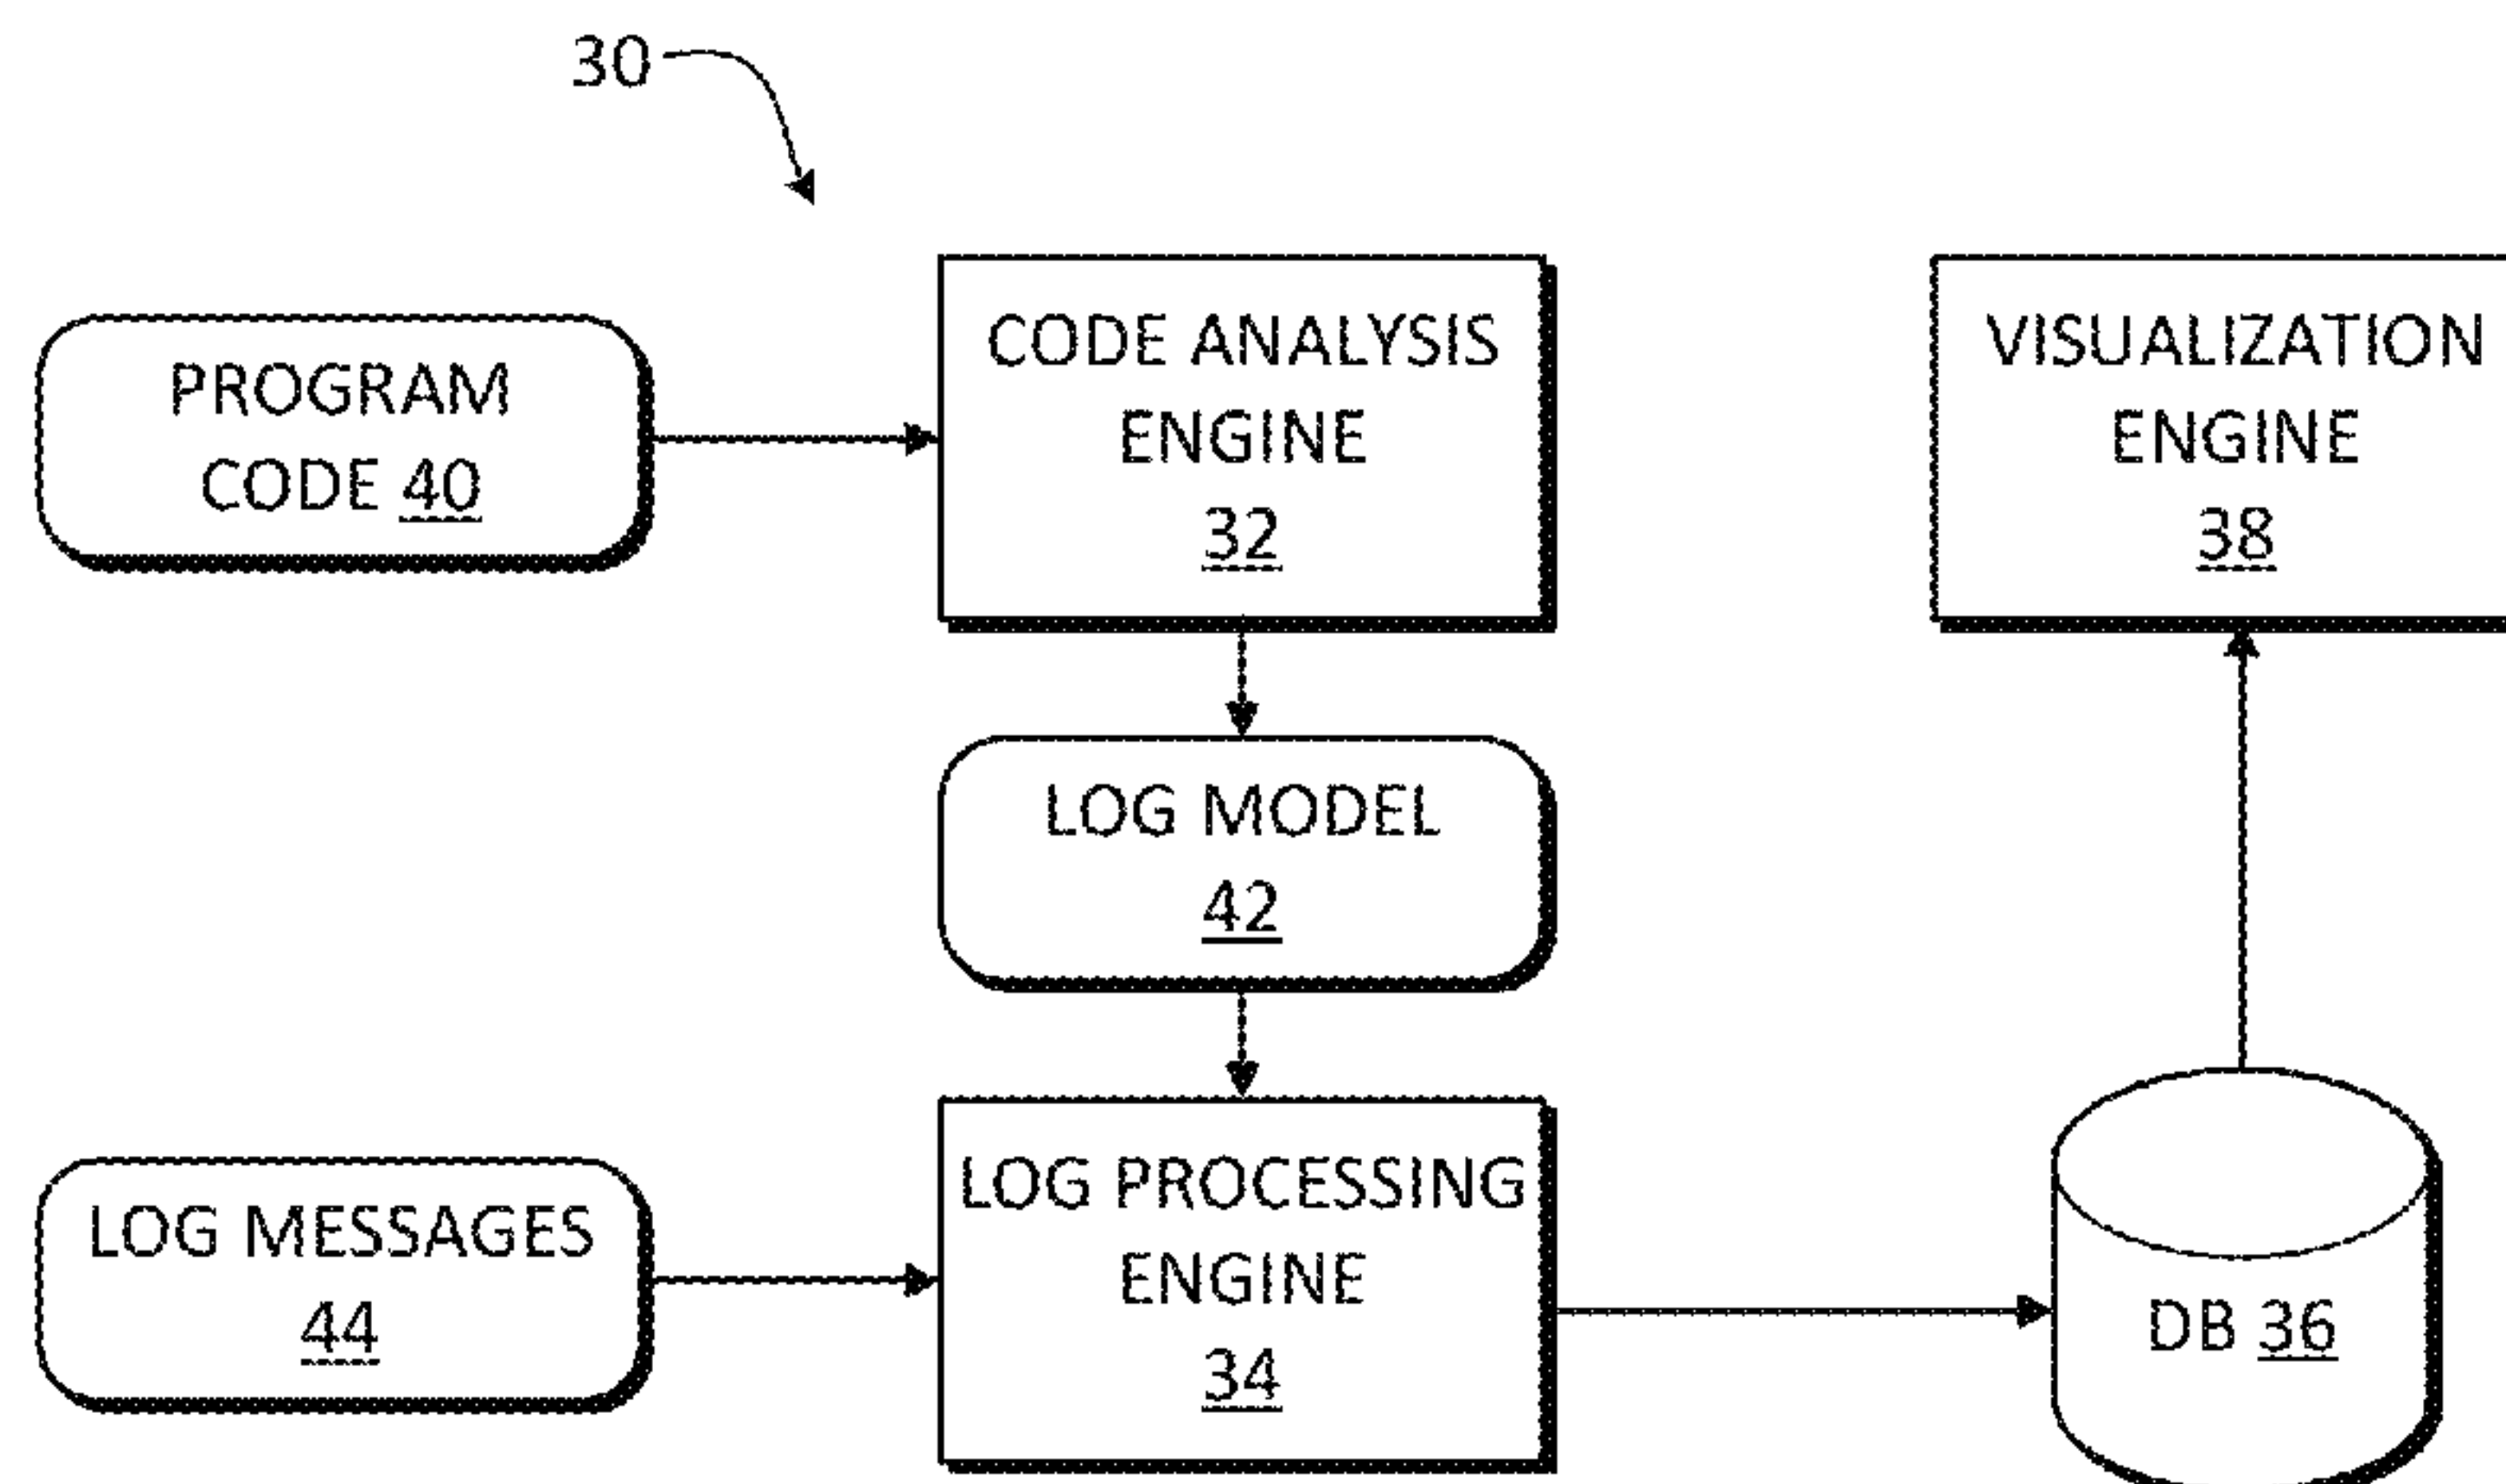 30
PROGRAM
CODE 40
CODE ANALYSIS
ENGINE
32
VISUALIZATION
ENGINE
38
LOG MODEL
42
LOG MESSAGES
44
LOG PROCESSING
ENGINE
34
DB 36